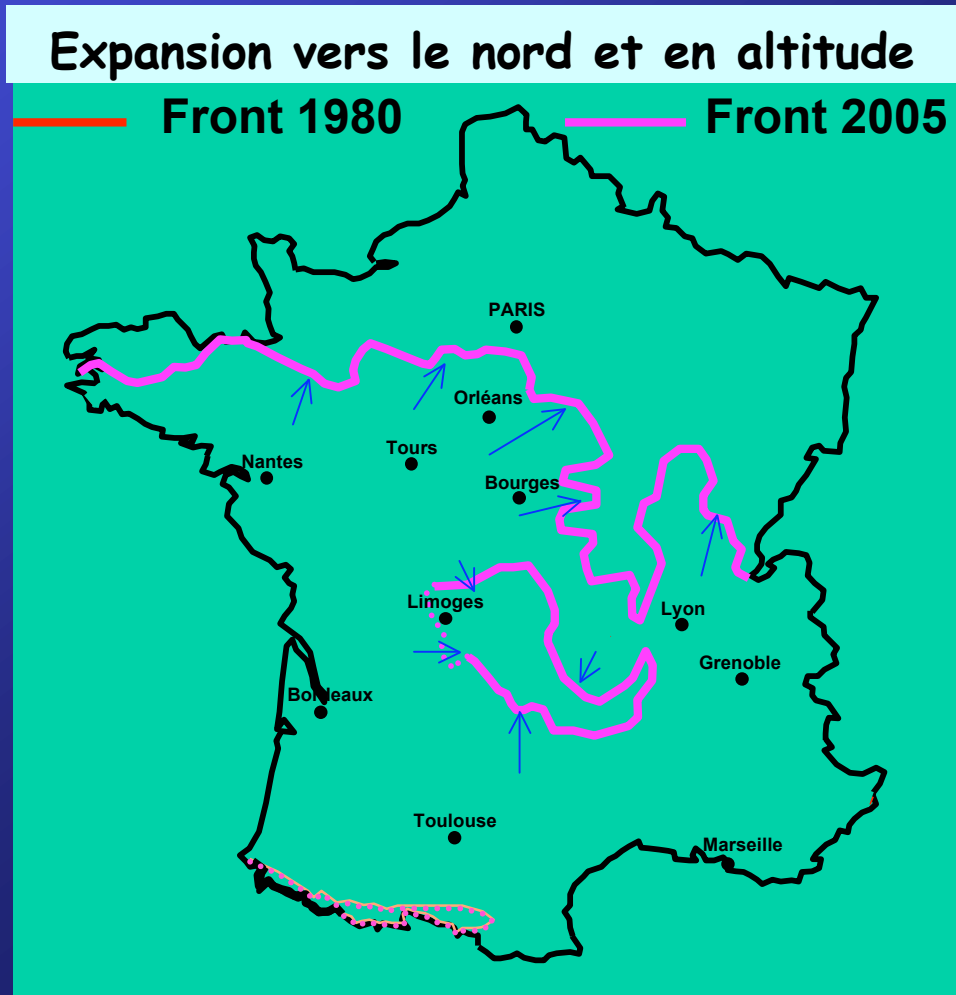 Expansion vers le nord et en altitude
Front 1980
Front 2005
PARIS
Orléans
Tours
Nantes
Bourges
Limoges
Lyon
Grenoble
Bordeaux
Toulouse
Marseille